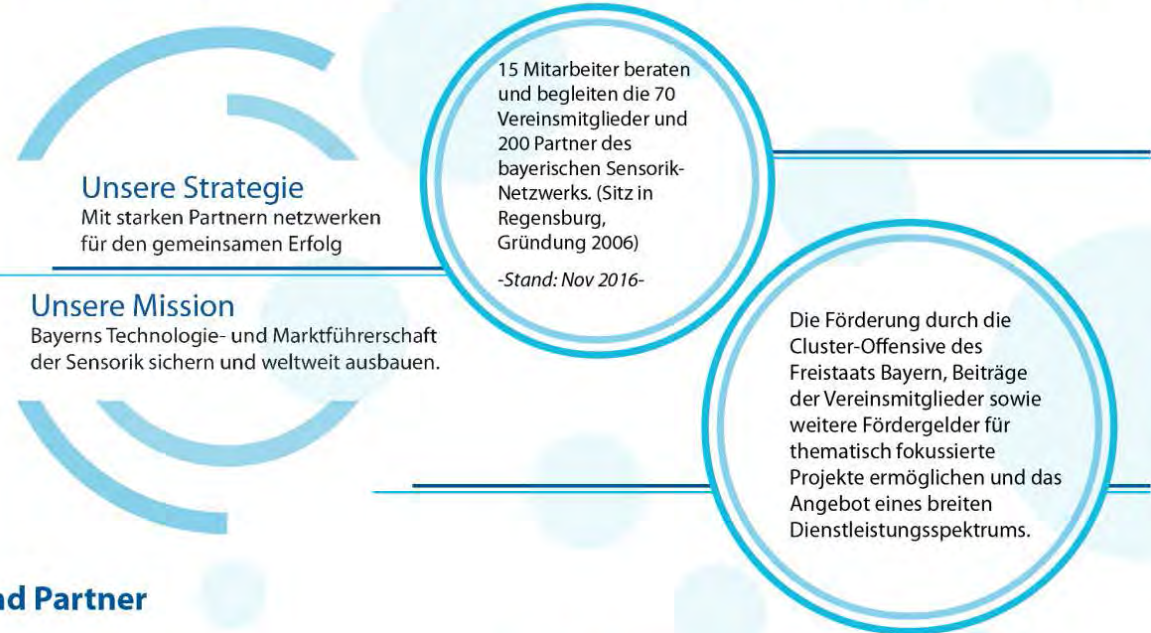 Unsere Strategie
Mit starken Partnern netzwerken
für den gemeinsamen Erfolg
Unsere Mission
Bayerns Technologie- und Marktführerschaft
der Sensorik sichern und weltweit ausbauen.
15 Mitarbeiter beraten
und begleiten die 70
Vereinsmitglieder und
200 Partner des
bayerischen Sensorik-
Netzwerks. (Sitz in
Regensburg,
Gründung 2006)
-Stand: Nov 2016-
Die Förderung durch die
Cluster-Offensive des
Freistaats Bayern, Beiträge
der Vereinsmitglieder sowie
weitere Fördergelder für
thematisch fokussierte
Projekte ermöglichen und das
Angebot eines breiten
Dienstleistungsspektrums.
Partner